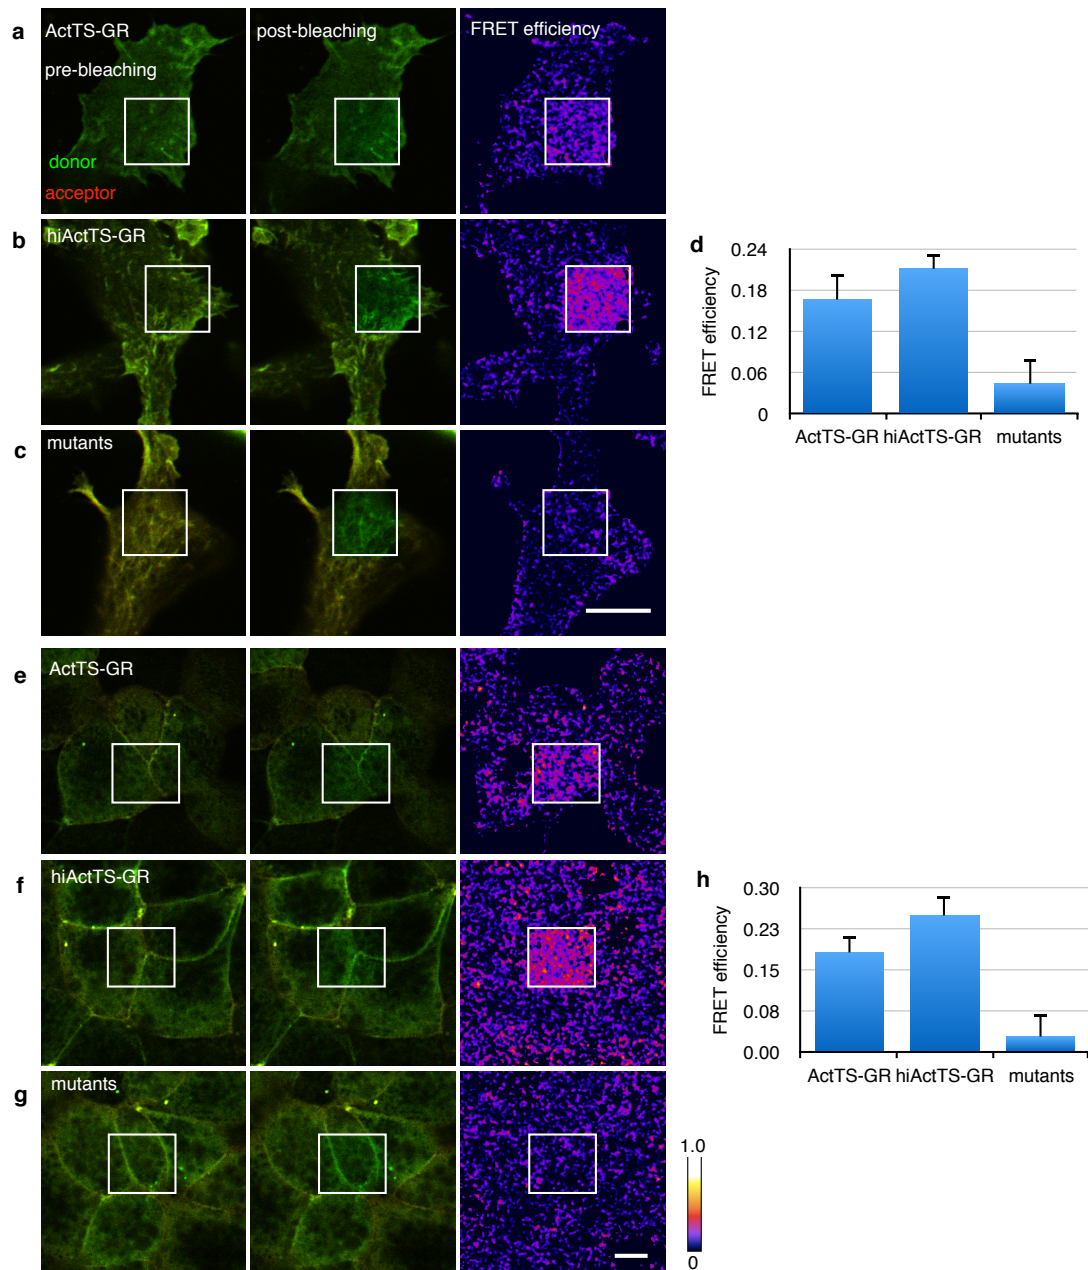 a
ActTS-GR
post-bleaching
FRET efficiency
pre-bleaching
donor
acceptor
b
hiActTS-GR
c
mutants
d
0.24
0.18
0.12
0.06
0
FRET efficiency
ActTS-GR hiActTS-GR mutants
e
ActTS-GR
f
hiActTS-GR
g
mutants
1.0
0
h
0.30
0.23
0.15
0.08
0.00
FRET efficiency
ActTS-GR hiActTS-GR mutants